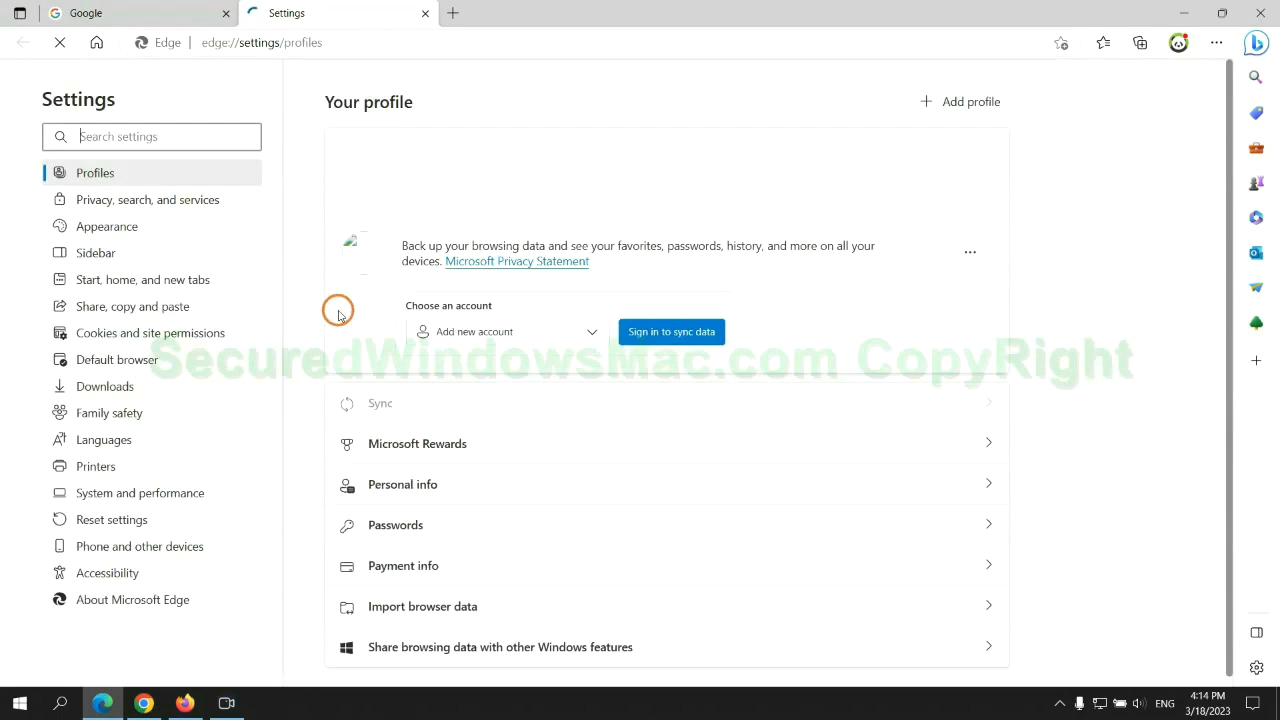 Google
Settings
Edge
edge://settings/profiles
Settings
Search settings
Profiles
Privacy, search, and services
Appearance
Sidebar
Start, home, and new tabs
Share, copy and paste
Cookies and site permissions
Default browser
Downloads
Family safety
Languages
Printers
System and performance
Reset settings
Phone and other devices
Accessibility
About Microsoft Edge
Your profile
Add profile
Back up your browsing data and see your favorites, passwords, history, and more on all your
devices. Microsoft Privacy Statement
Choose an account
Add new account
Sign in to sync data
SecuredWindowsMac.com CopyRight
Sync
Microsoft Rewards
Personal info
Passwords
Payment info
Import browser data
Share browsing data with other Windows features
ENG
4:14 PM
3/18/2023